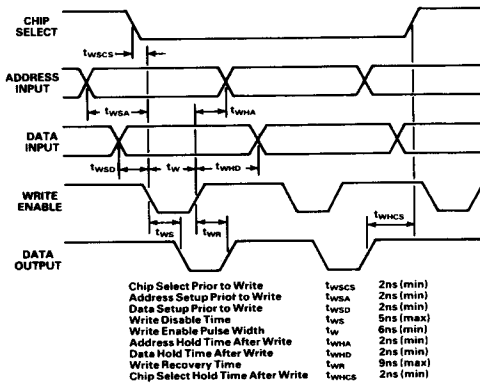 CHIP
SELECT
tWSCS
ADDRESS
INPUT
tWSA
tWHA
DATA
INPUT
tWSD
tW
tWHD
WRITE
ENABLE
tWS
tWR
tWHCS
DATA
OUTPUT
Chip Select Prior to Write tWSCS 2ns (min)
Address Setup Prior to Write tWSA 2ns (min)
Data Setup Prior to Write tWSD 2ns (min)
Write Disable Time tWS 5ns (max)
Write Enable Pulse Width tW 6ns (min)
Address Hold Time After Write tWHA 2ns (min)
Data Hold Time After Write tWHD 2ns (min)
Write Recovery Time tWR 9ns (max)
Chip Select Hold Time After Write tWHCS 2ns (min)